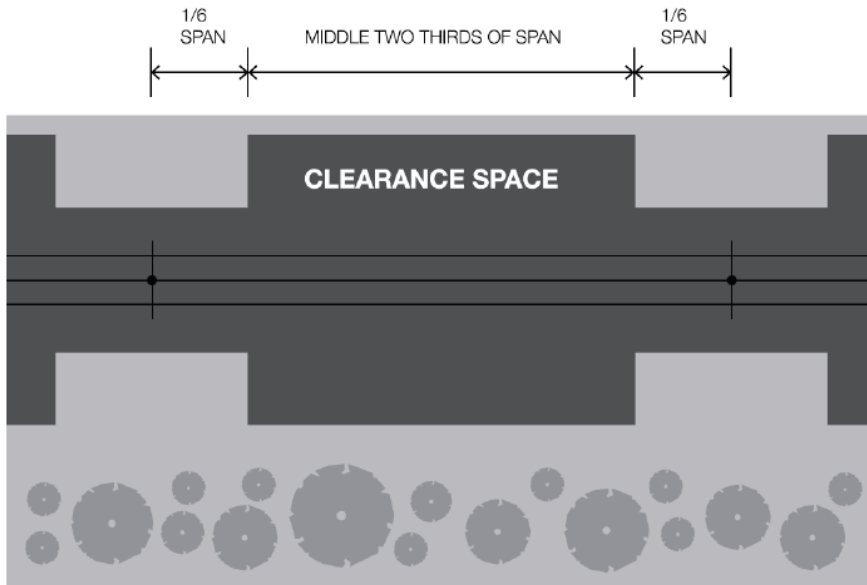 1/6
SPAN
MIDDLE TWO THIRDS OF SPAN
1/6
SPAN
CLEARANCE SPACE